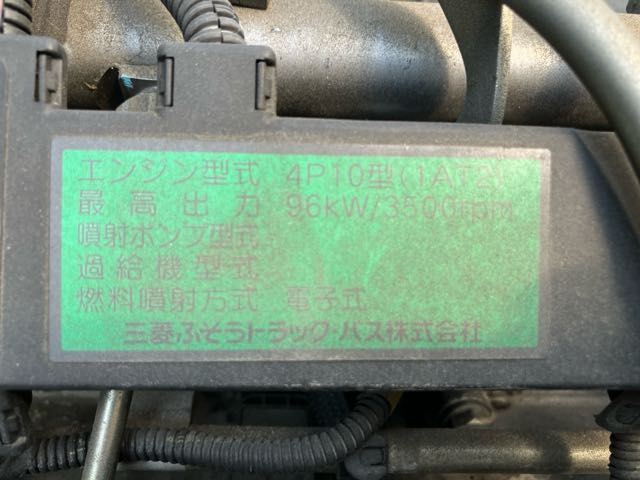 エンジン型式 4P10型(1AT2)
最高出力 96kW/3500rpm
噴射ポンプ型式
過給機型式
燃料噴射方式 電子式
三菱ふそうトラック・バス株式会社